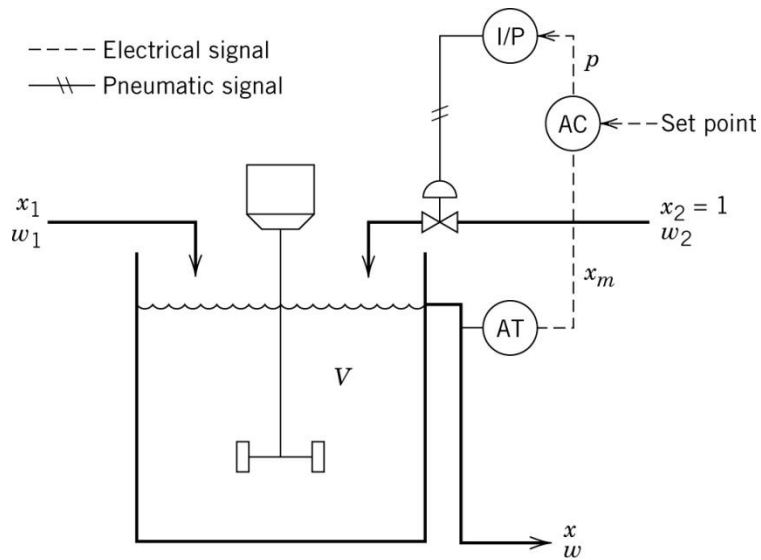 I/P
Electrical signal
p
Pneumatic signal
AC
Set point
x₁
w₁
x₂ = 1
w₂
xₘ
AT
V
x
w